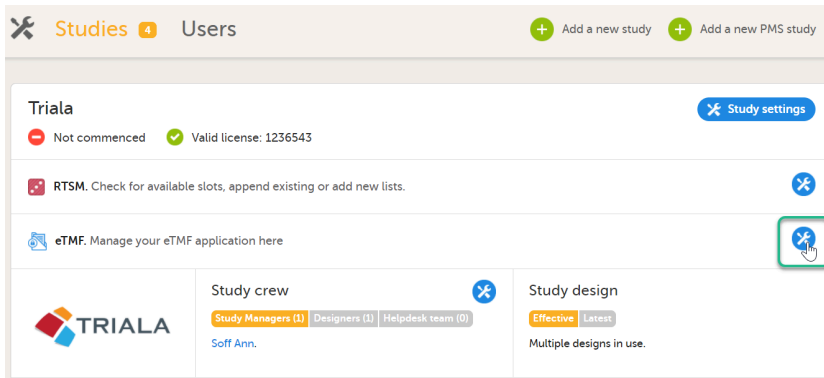 Studies 4 Users Add a new study Add a new PMS study
Triala Study settings
Not commenced Valid license: 1236543
RTSM. Check for available slots, append existing or add new lists.
eTMF. Manage your eTMF application here
TRIALA
Study crew
Study Managers (1) Designers (1) Helpdesk team (0)
Soff Ann.
Study design
Effective Latest
Multiple designs in use.